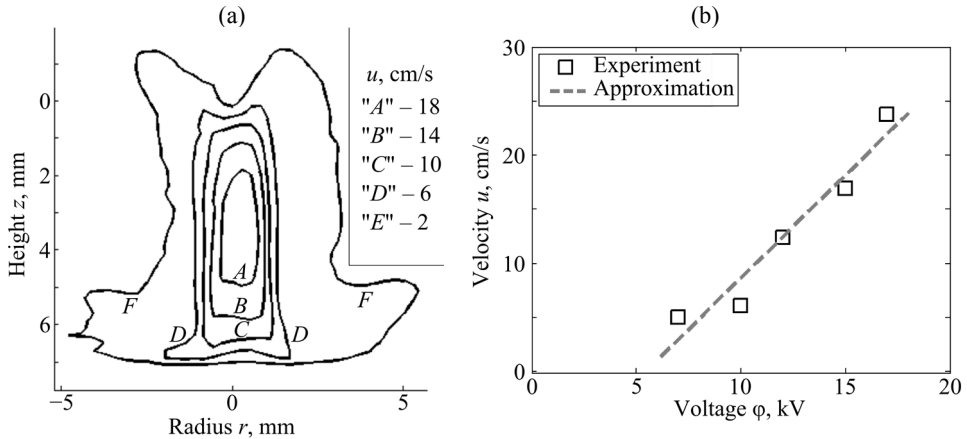 (a)
u, cm/s
"A" – 18
"B" – 14
"C" – 10
"D" – 6
"E" – 2
Height z, mm
0
2
4
6
A
B
C
D
D
F
F
−5
0
5
Radius r, mm
(b)
Experiment
Approximation
Velocity u, cm/s
30
20
10
0
0
5
10
15
20
Voltage φ, kV